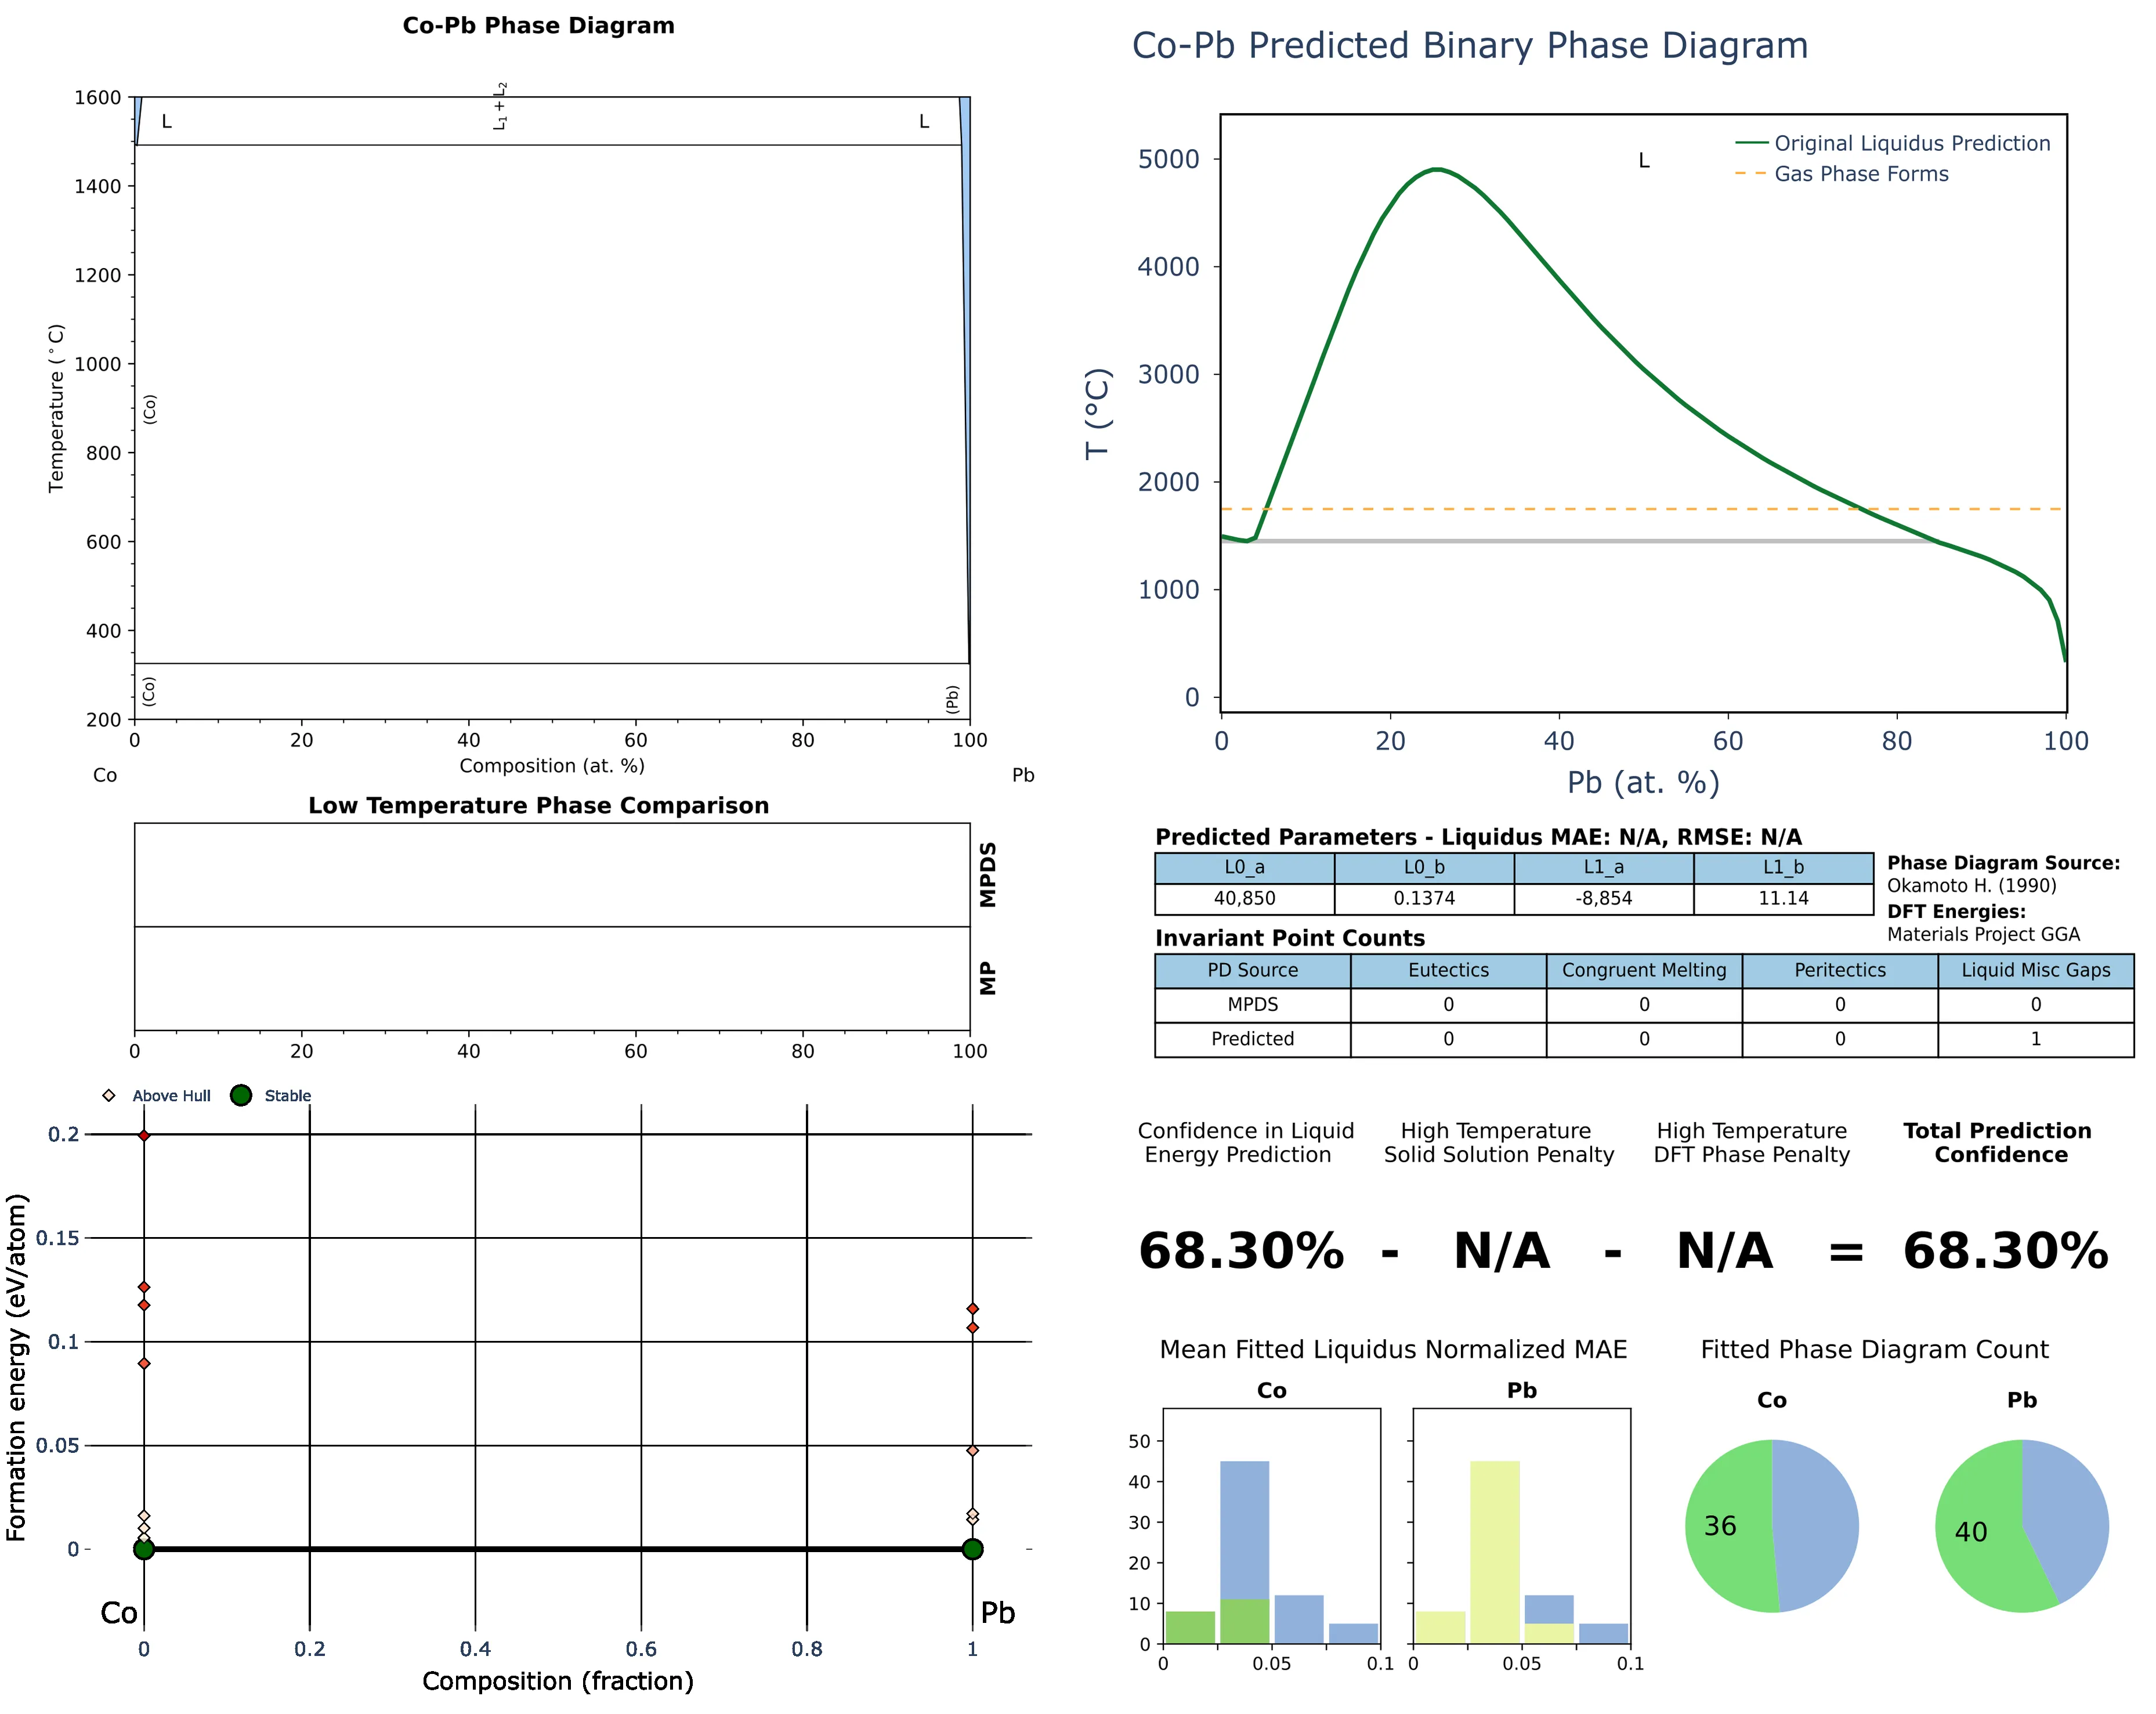 Co-Pb Phase Diagram
L₁ + L₂
1600
1400
1200
1000
800
600
400
200
Temperature (°C)
L
L
(Co)
(Co)
(Pb)
0
20
40
60
80
100
Composition (at. %)
Co
Pb
Low Temperature Phase Comparison
MPDS
MP
0
20
40
60
80
100
Above Hull
Stable
0.2
0.15
0.1
0.05
0
Formation energy (eV/atom)
Co
Pb
0
0.2
0.4
0.6
0.8
1
Composition (fraction)
Co-Pb Predicted Binary Phase Diagram
L
Original Liquidus Prediction
Gas Phase Forms
5000
4000
3000
2000
1000
0
T (°C)
0
20
40
60
80
100
Pb (at. %)
Predicted Parameters - Liquidus MAE: N/A, RMSE: N/A
L0_a L0_b L1_a L1_b
40,850 0.1374 -8,854 11.14
Phase Diagram Source:
Okamoto H. (1990)
DFT Energies:
Materials Project GGA
Invariant Point Counts
PD Source Eutectics Congruent Melting Peritectics Liquid Misc Gaps
MPDS 0 0 0 0
Predicted 0 0 0 1
Confidence in Liquid
Energy Prediction
High Temperature
Solid Solution Penalty
High Temperature
DFT Phase Penalty
Total Prediction
Confidence
68.30% - N/A - N/A = 68.30%
Mean Fitted Liquidus Normalized MAE
Co
Pb
50
40
30
20
10
0
0
0.05
0.1
0
0.05
0.1
Fitted Phase Diagram Count
Co
Pb
36
40